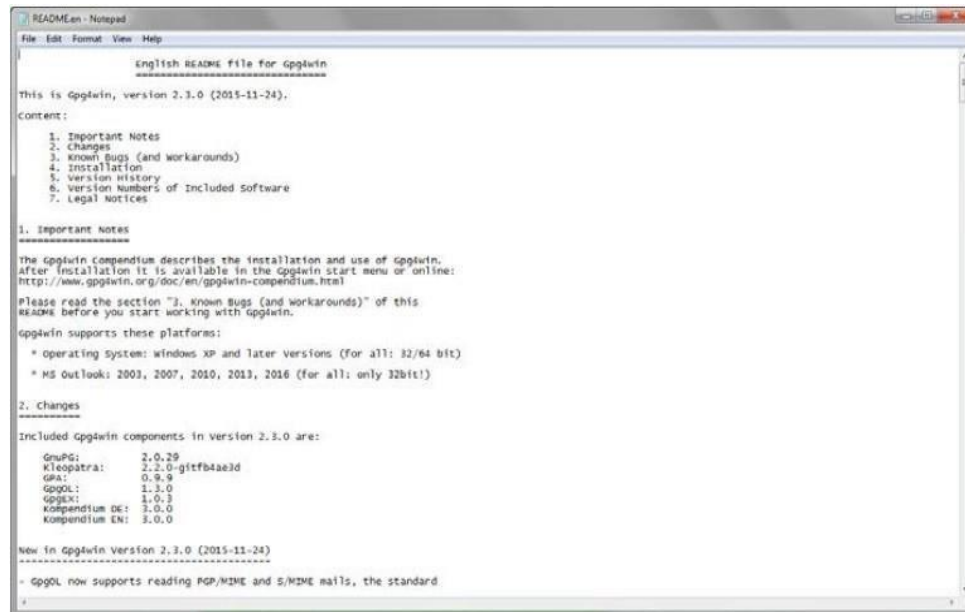 README.en - Notepad
File Edit Format View Help
English README file for Gpg4win
===============================
This is Gpg4win, version 2.3.0 (2015-11-24).
Content:
1. Important Notes
2. Changes
3. Known Bugs (and Workarounds)
4. Installation
5. Version History
6. Version Numbers of Included Software
7. Legal Notices
1. Important Notes
==================
The Gpg4win Compendium describes the installation and use of Gpg4win.
After installation it is available in the Gpg4win start menu or online:
http://www.gpg4win.org/doc/en/gpg4win-compendium.html
Please read the section "3. Known Bugs (and Workarounds)" of this
README before you start working with Gpg4win.
Gpg4win supports these platforms:
* Operating System: Windows XP and later versions (for all: 32/64 bit)
* MS Outlook: 2003, 2007, 2010, 2013, 2016 (for all: only 32bit!)
2. Changes
==========
Included Gpg4win components in Version 2.3.0 are:
GnuPG: 2.0.29
Kleopatra: 2.2.0-gitfb4ae3d
GPA: 0.9.9
GpgOL: 1.3.0
GpgEX: 1.0.3
Kompendium DE: 3.0.0
Kompendium EN: 3.0.0
New in Gpg4win Version 2.3.0 (2015-11-24)
-----------------------------------------
- GpgOL now supports reading PGP/MIME and S/MIME mails, the standard